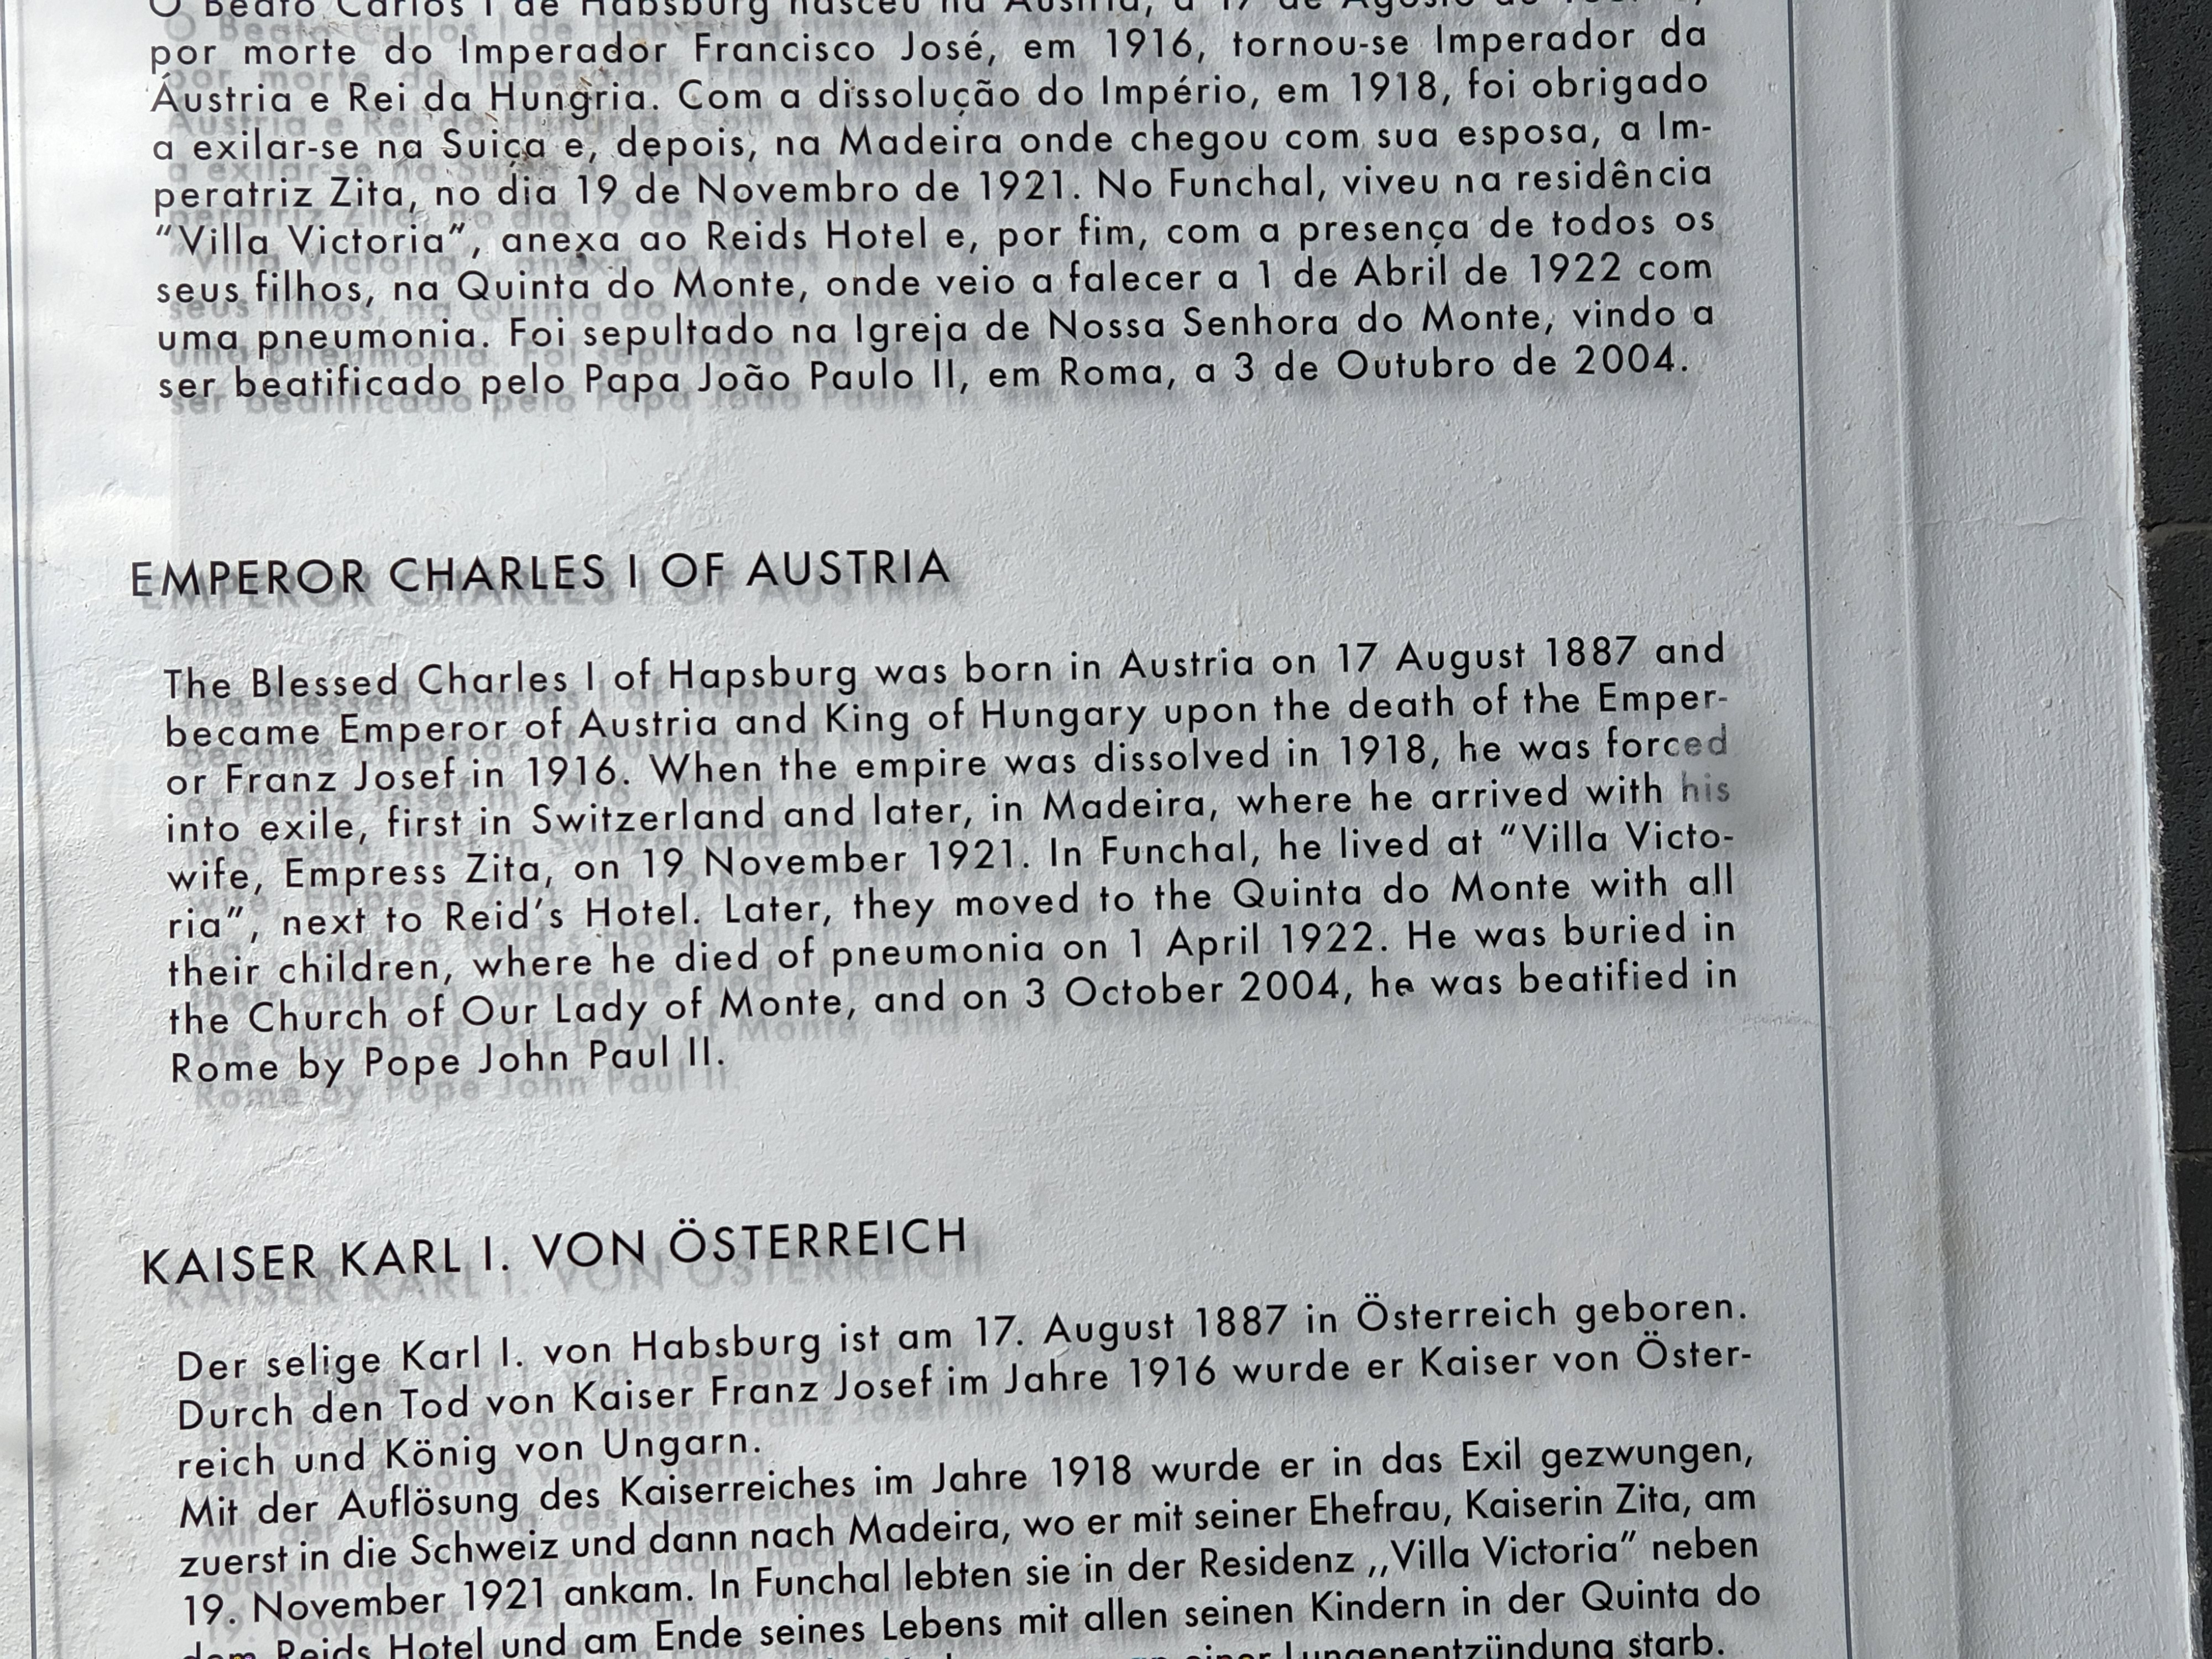 O Beato Carlos I de Habsburg nasceu na Áustria, a 17 de Agosto de
por morte do Imperador Francisco José, em 1916, tornou-se Imperador da
Áustria e Rei da Hungria. Com a dissolução do Império, em 1918, foi obrigado
a exilar-se na Suiça e, depois, na Madeira onde chegou com sua esposa, a Im-
peratriz Zita, no dia 19 de Novembro de 1921. No Funchal, viveu na residência
“Villa Victoria”, anexa ao Reids Hotel e, por fim, com a presença de todos os
seus filhos, na Quinta do Monte, onde veio a falecer a 1 de Abril de 1922 com
uma pneumonia. Foi sepultado na Igreja de Nossa Senhora do Monte, vindo a
ser beatificado pelo Papa João Paulo II, em Roma, a 3 de Outubro de 2004.
EMPEROR CHARLES I OF AUSTRIA
The Blessed Charles I of Hapsburg was born in Austria on 17 August 1887 and
became Emperor of Austria and King of Hungary upon the death of the Emper-
or Franz Josef in 1916. When the empire was dissolved in 1918, he was forced
into exile, first in Switzerland and later, in Madeira, where he arrived with his
wife, Empress Zita, on 19 November 1921. In Funchal, he lived at “Villa Victo-
ria”, next to Reid’s Hotel. Later, they moved to the Quinta do Monte with all
their children, where he died of pneumonia on 1 April 1922. He was buried in
the Church of Our Lady of Monte, and on 3 October 2004, he was beatified in
Rome by Pope John Paul II.
KAISER KARL I. VON ÖSTERREICH
Der selige Karl I. von Habsburg ist am 17. August 1887 in Österreich geboren.
Durch den Tod von Kaiser Franz Josef im Jahre 1916 wurde er Kaiser von Öster-
reich und König von Ungarn.
Mit der Auflösung des Kaiserreiches im Jahre 1918 wurde er in das Exil gezwungen,
zuerst in die Schweiz und dann nach Madeira, wo er mit seiner Ehefrau, Kaiserin Zita, am
19. November 1921 ankam. In Funchal lebten sie in der Residenz ,,Villa Victoria” neben
dem Reids Hotel und am Ende seines Lebens mit allen seinen Kindern in der Quinta do
einer Lungenentzündung starb.